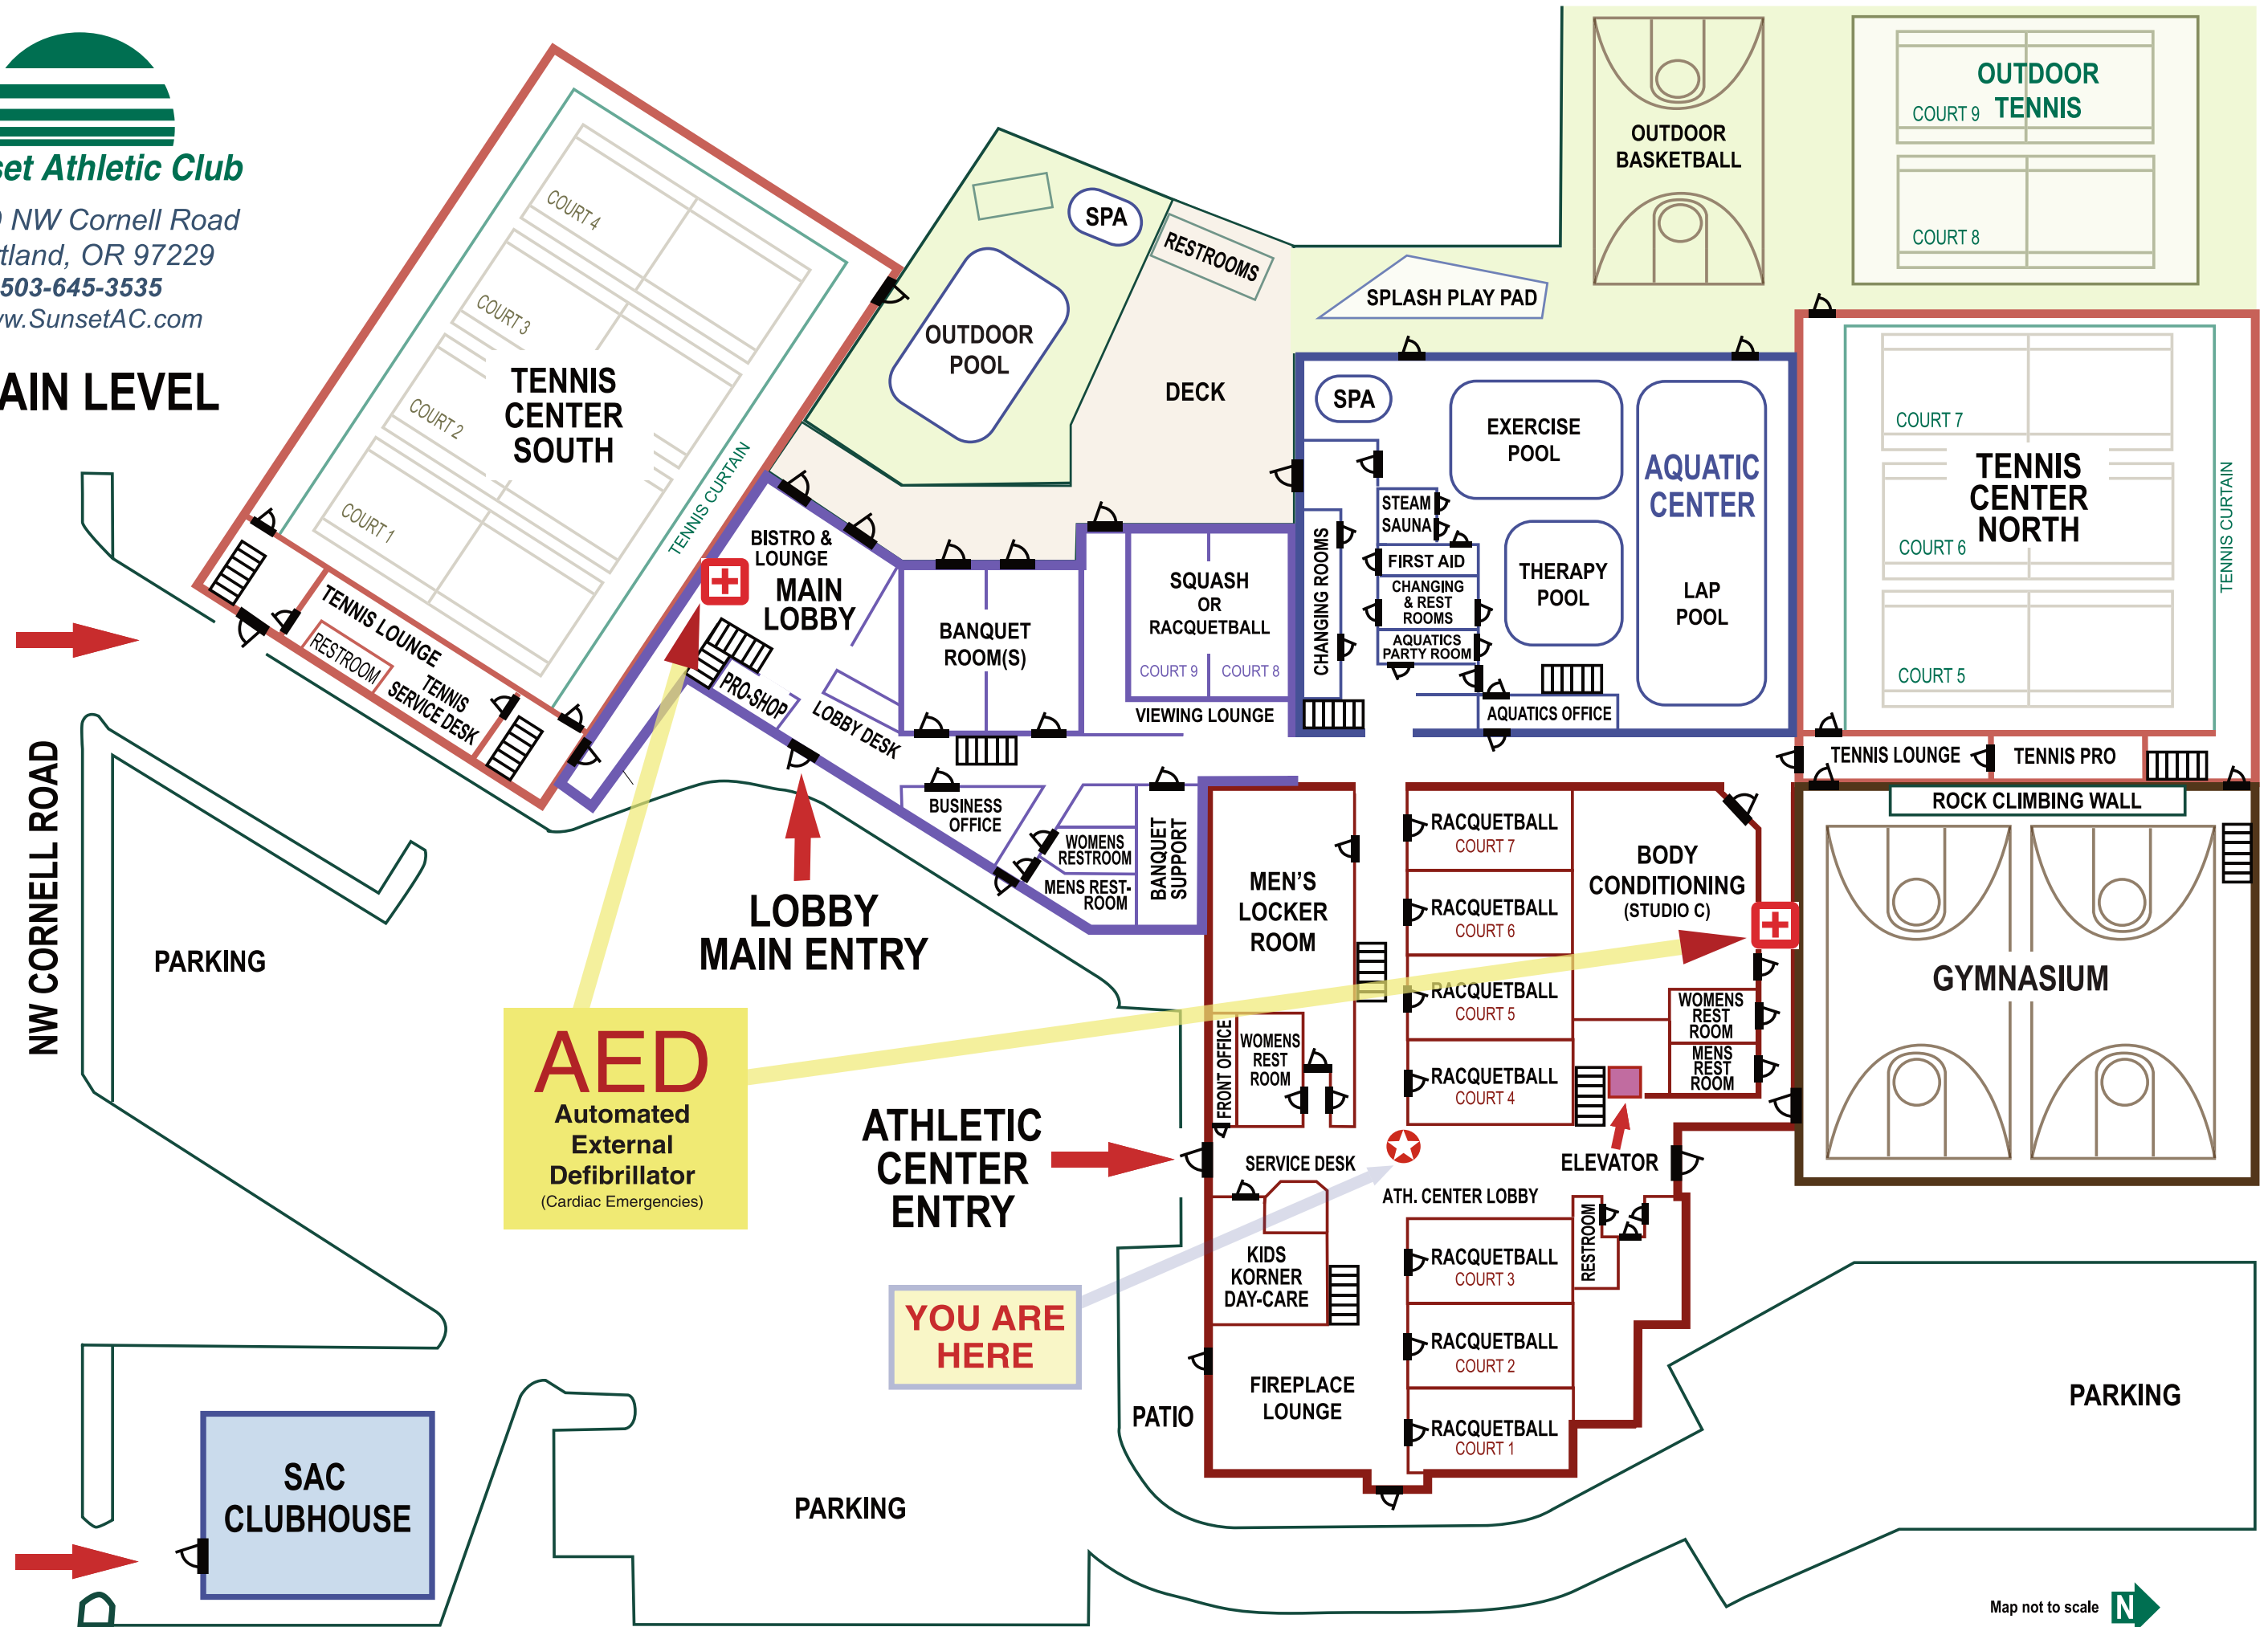 set Athletic Club
NW Cornell Road
tland, OR 97229
503-645-3535
w.SunsetAC.com
AIN LEVEL
NW CORNELL ROAD
COURT 4
COURT 3
COURT 2
COURT 1
TENNIS
CENTER
SOUTH
TENNIS CURTAIN
TENNIS LOUNGE
RESTROOM
TENNIS
SERVICE DESK
OUTDOOR
POOL
SPA
RESTROOMS
DECK
SPLASH PLAY PAD
OUTDOOR
BASKETBALL
OUTDOOR
TENNIS
COURT 9
COURT 8
BISTRO &
LOUNGE
MAIN
LOBBY
PRO-SHOP
LOBBY DESK
BANQUET
ROOM(S)
SQUASH
OR
RACQUETBALL
COURT 9
COURT 8
VIEWING LOUNGE
BUSINESS
OFFICE
WOMENS
RESTROOM
MENS REST-
ROOM
BANQUET
SUPPORT
SPA
CHANGING ROOMS
STEAM
SAUNA
FIRST AID
CHANGING
& REST
ROOMS
AQUATICS
PARTY ROOM
EXERCISE
POOL
THERAPY
POOL
AQUATIC
CENTER
LAP
POOL
AQUATICS OFFICE
COURT 7
TENNIS
CENTER
NORTH
COURT 6
COURT 5
TENNIS CURTAIN
TENNIS LOUNGE
TENNIS PRO
ROCK CLIMBING WALL
GYMNASIUM
LOBBY
MAIN ENTRY
PARKING
AED
Automated
External
Defibrillator
(Cardiac Emergencies)
ATHLETIC
CENTER
ENTRY
YOU ARE
HERE
MEN'S
LOCKER
ROOM
FRONT OFFICE
WOMENS
REST
ROOM
SERVICE DESK
ATH. CENTER LOBBY
KIDS
KORNER
DAY-CARE
FIREPLACE
LOUNGE
PATIO
RACQUETBALL
COURT 7
RACQUETBALL
COURT 6
RACQUETBALL
COURT 5
RACQUETBALL
COURT 4
RACQUETBALL
COURT 3
RACQUETBALL
COURT 2
RACQUETBALL
COURT 1
BODY
CONDITIONING
(STUDIO C)
WOMENS
REST
ROOM
MENS
REST
ROOM
ELEVATOR
RESTROOM
SAC
CLUBHOUSE
PARKING
PARKING
Map not to scale
N